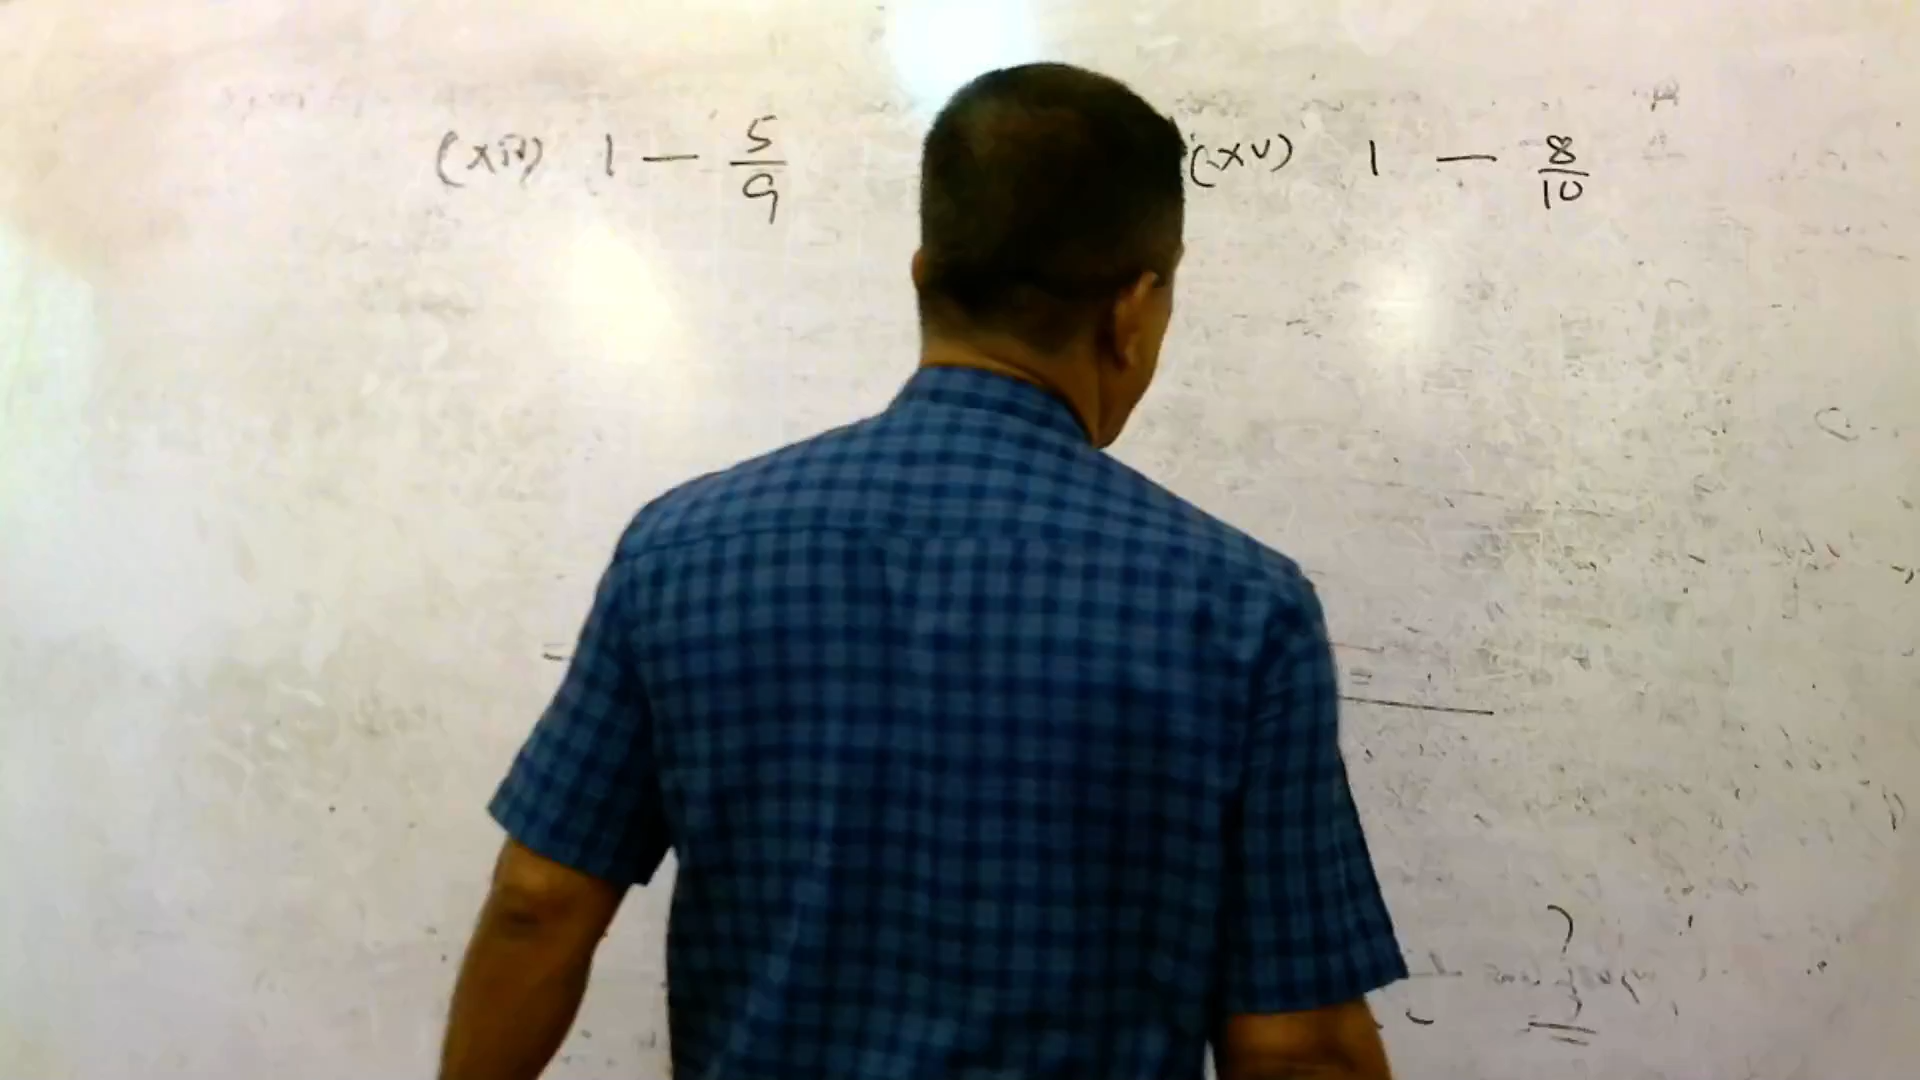 (xiv) 1 — 5/9
(xv) 1 — 8/10